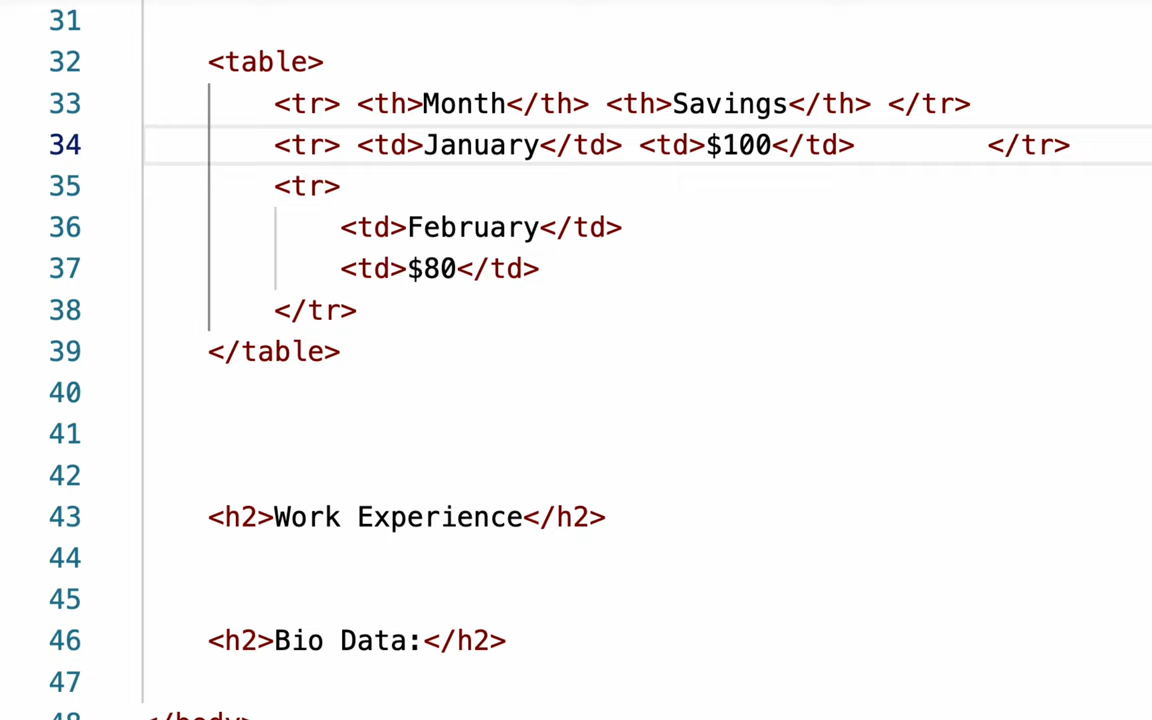 31
32 <table>
33 <tr> <th>Month</th> <th>Savings</th> </tr>
34 <tr> <td>January</td> <td>$100</td>        </tr>
35 <tr>
36 <td>February</td>
37 <td>$80</td>
38 </tr>
39 </table>
40
41
42
43 <h2>Work Experience</h2>
44
45
46 <h2>Bio Data:</h2>
47
48 </body>